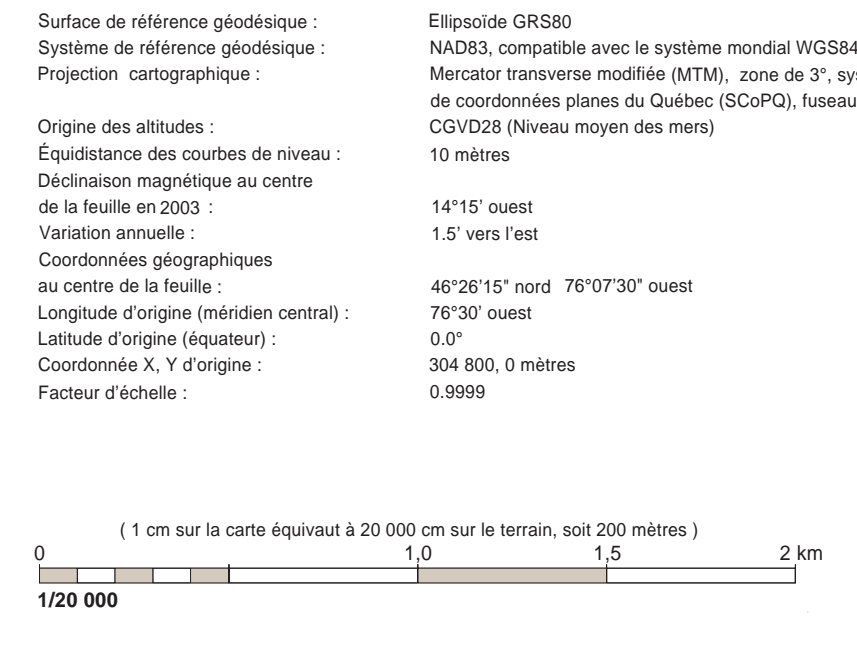 Surface de référence géodésique : Ellipsoïde GRS80
Système de référence géodésique : NAD83, compatible avec le système mondial WGS84
Projection cartographique : Mercator transverse modifiée (MTM), zone de 3°, sys
de coordonnées planes du Québec (SCoPQ), fuseau
Origine des altitudes : CGVD28 (Niveau moyen des mers)
Équidistance des courbes de niveau : 10 mètres
Déclinaison magnétique au centre
de la feuille en 2003 : 14°15' ouest
Variation annuelle : 1.5' vers l'est
Coordonnées géographiques
au centre de la feuille : 46°26'15" nord 76°07'30" ouest
Longitude d'origine (méridien central) : 76°30' ouest
Latitude d'origine (équateur) : 0.0°
Coordonnée X, Y d'origine : 304 800, 0 mètres
Facteur d'échelle : 0.9999
( 1 cm sur la carte équivaut à 20 000 cm sur le terrain, soit 200 mètres )
0 1,0 1,5 2 km
1/20 000